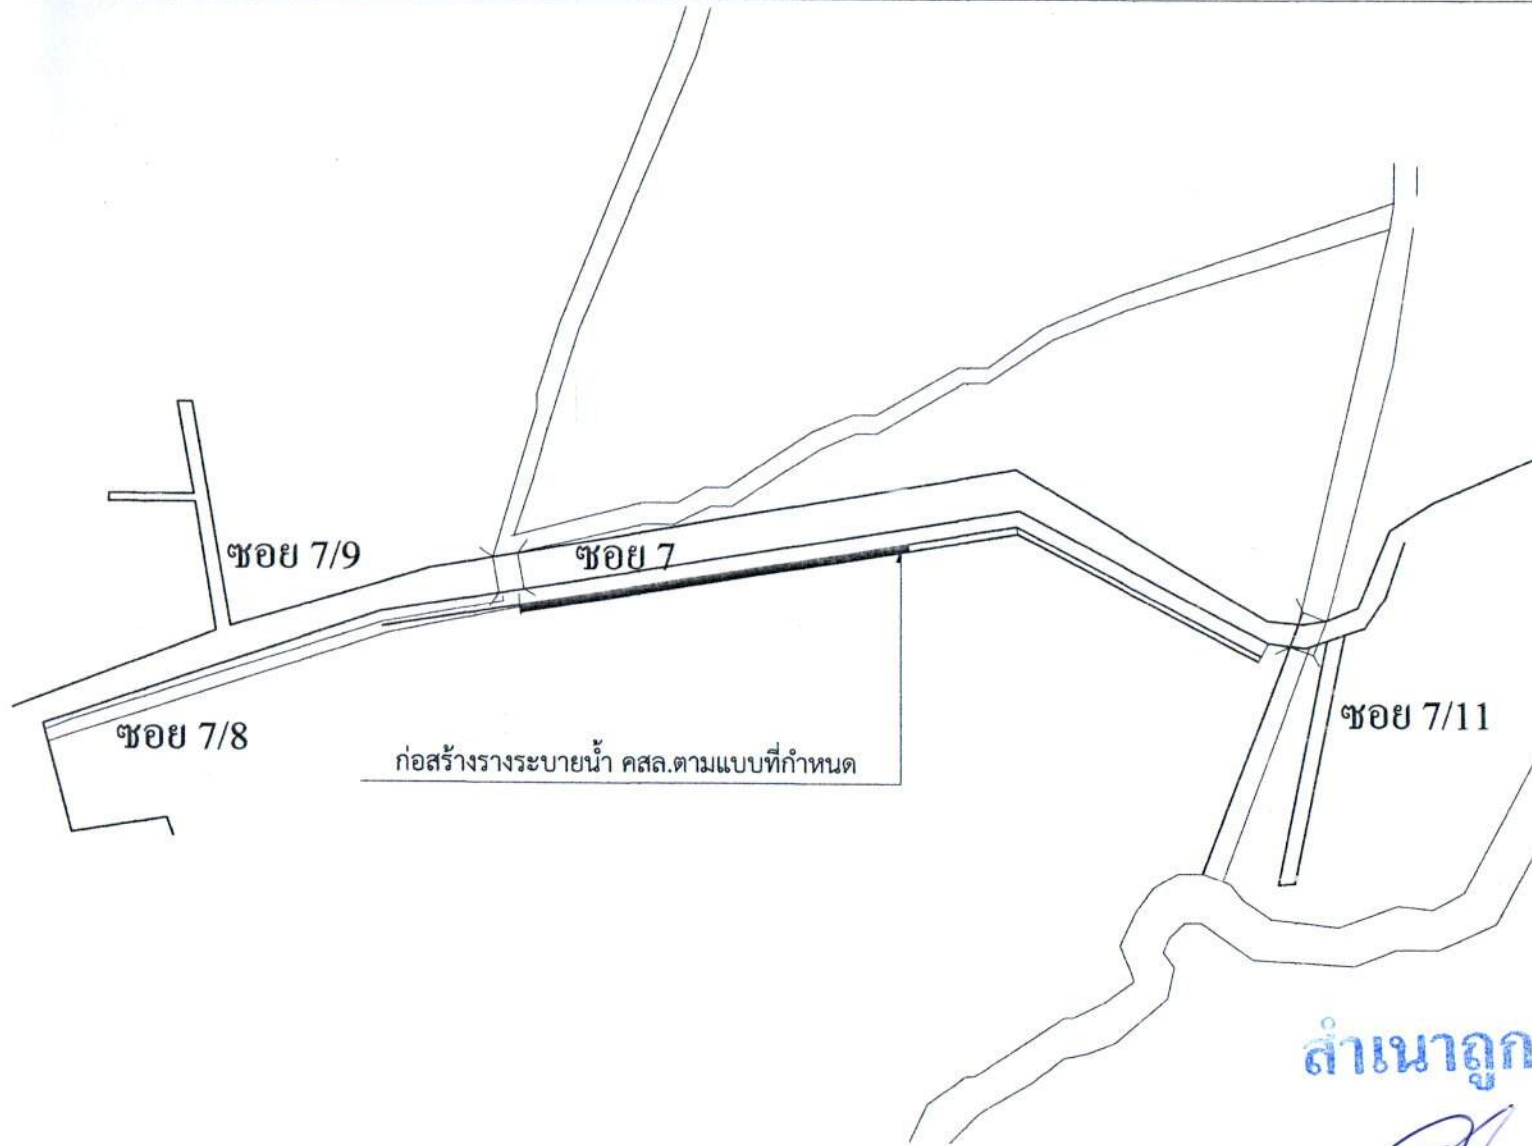 ซอย 7/9
ซอย 7
ซอย 7/8
ซอย 7/11
ก่อสร้างรางระบายน้ำ คสล.ตามแบบที่กำหนด
สำเนาถูก